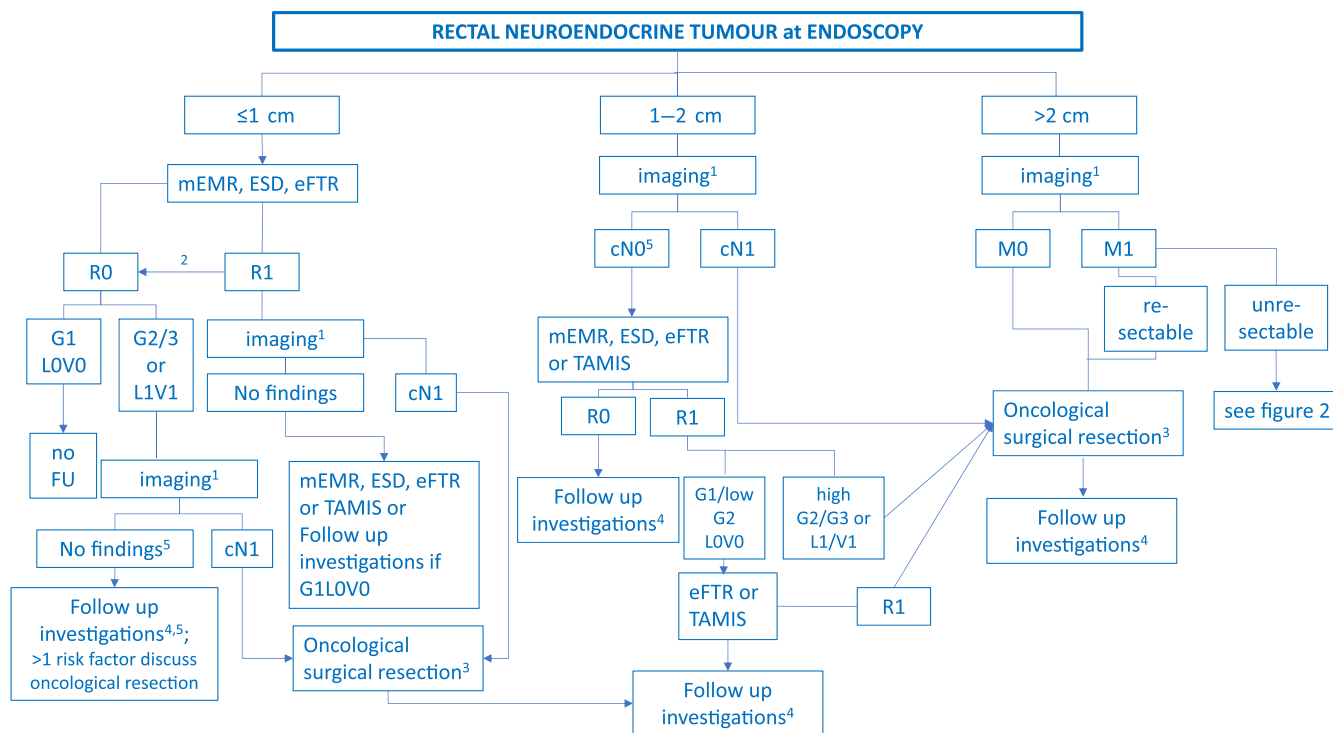 RECTAL NEUROENDOCRINE TUMOUR at ENDOSCOPY
≤1 cm
mEMR, ESD, eFTR
R0
2
R1
G1
L0V0
G2/3
or
L1V1
no
FU
imaging¹
No findings⁵
cN1
Follow up
investigations⁴,⁵;
>1 risk factor discuss
oncological resection
imaging¹
No findings
cN1
mEMR, ESD, eFTR
or TAMIS or
Follow up
investigations if
G1L0V0
Oncological
surgical resection³
1—2 cm
imaging¹
cN0⁵
cN1
mEMR, ESD, eFTR
or TAMIS
R0
R1
Follow up
investigations⁴
G1/low
G2
L0V0
high
G2/G3 or
L1/V1
eFTR or
TAMIS
R1
Follow up
investigations⁴
>2 cm
imaging¹
M0
M1
re-
sectable
unre-
sectable
Oncological
surgical resection³
see figure 2
Follow up
investigations⁴